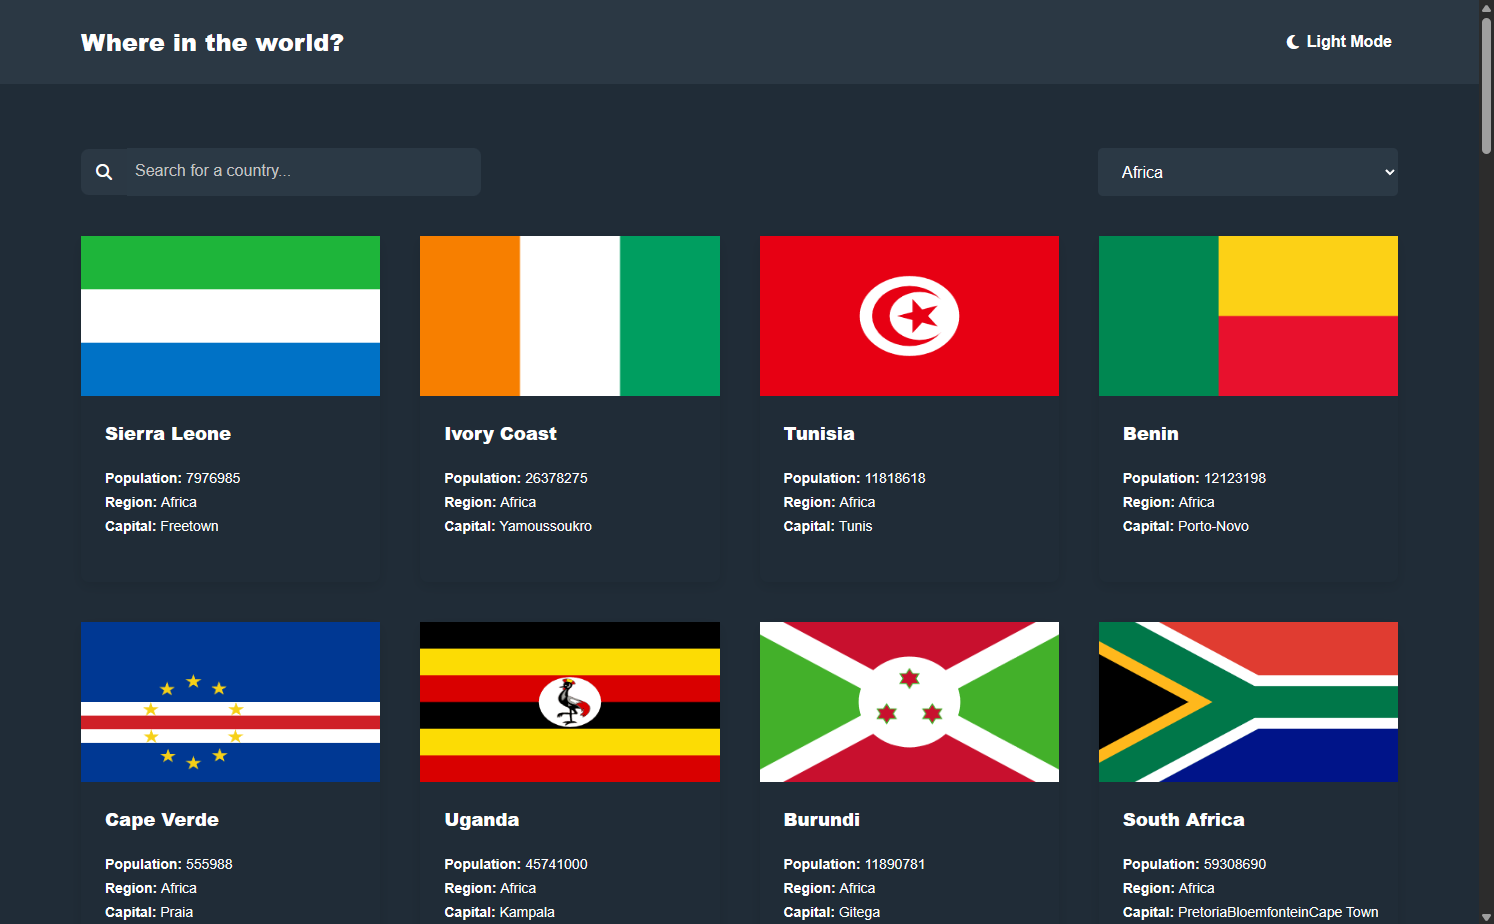 Where in the world?
Light Mode
Search for a country...
Africa
Sierra Leone
Population: 7976985
Region: Africa
Capital: Freetown
Ivory Coast
Population: 26378275
Region: Africa
Capital: Yamoussoukro
Tunisia
Population: 11818618
Region: Africa
Capital: Tunis
Benin
Population: 12123198
Region: Africa
Capital: Porto-Novo
Cape Verde
Population: 555988
Region: Africa
Capital: Praia
Uganda
Population: 45741000
Region: Africa
Capital: Kampala
Burundi
Population: 11890781
Region: Africa
Capital: Gitega
South Africa
Population: 59308690
Region: Africa
Capital: PretoriaBloemfonteinCape Town